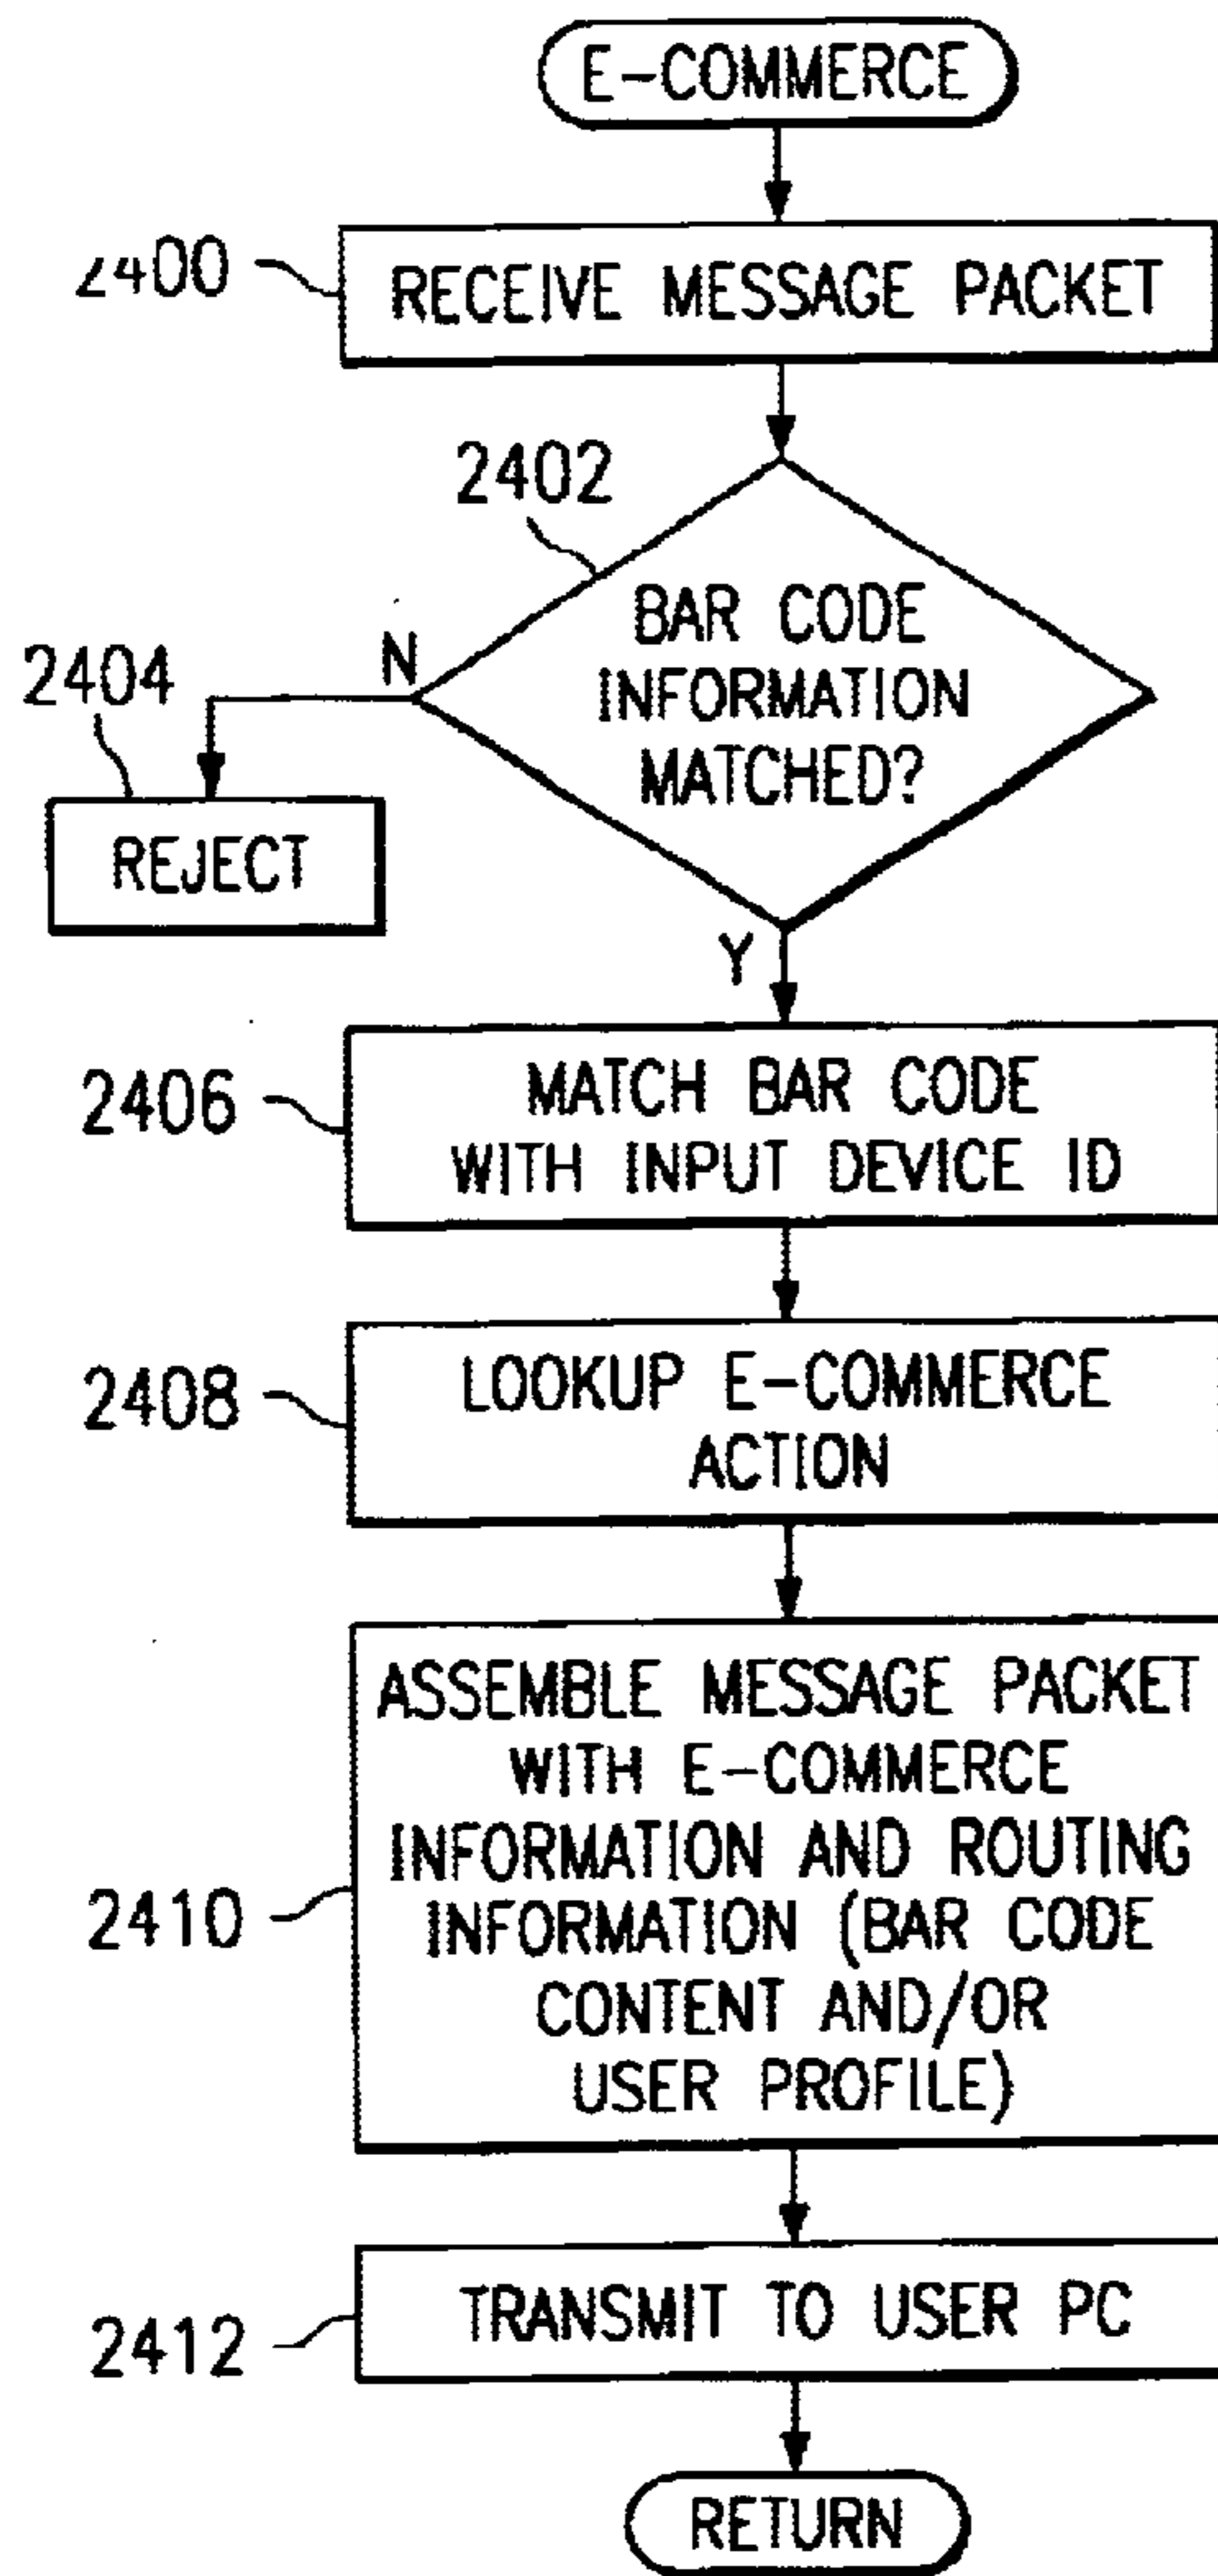 E-COMMERCE
2400
RECEIVE MESSAGE PACKET
2402
BAR CODE
INFORMATION
MATCHED?
N
2404
REJECT
Y
2406
MATCH BAR CODE
WITH INPUT DEVICE ID
2408
LOOKUP E-COMMERCE
ACTION
ASSEMBLE MESSAGE PACKET
WITH E-COMMERCE
INFORMATION AND ROUTING
2410
INFORMATION (BAR CODE
CONTENT AND/OR
USER PROFILE)
2412
TRANSMIT TO USER PC
RETURN